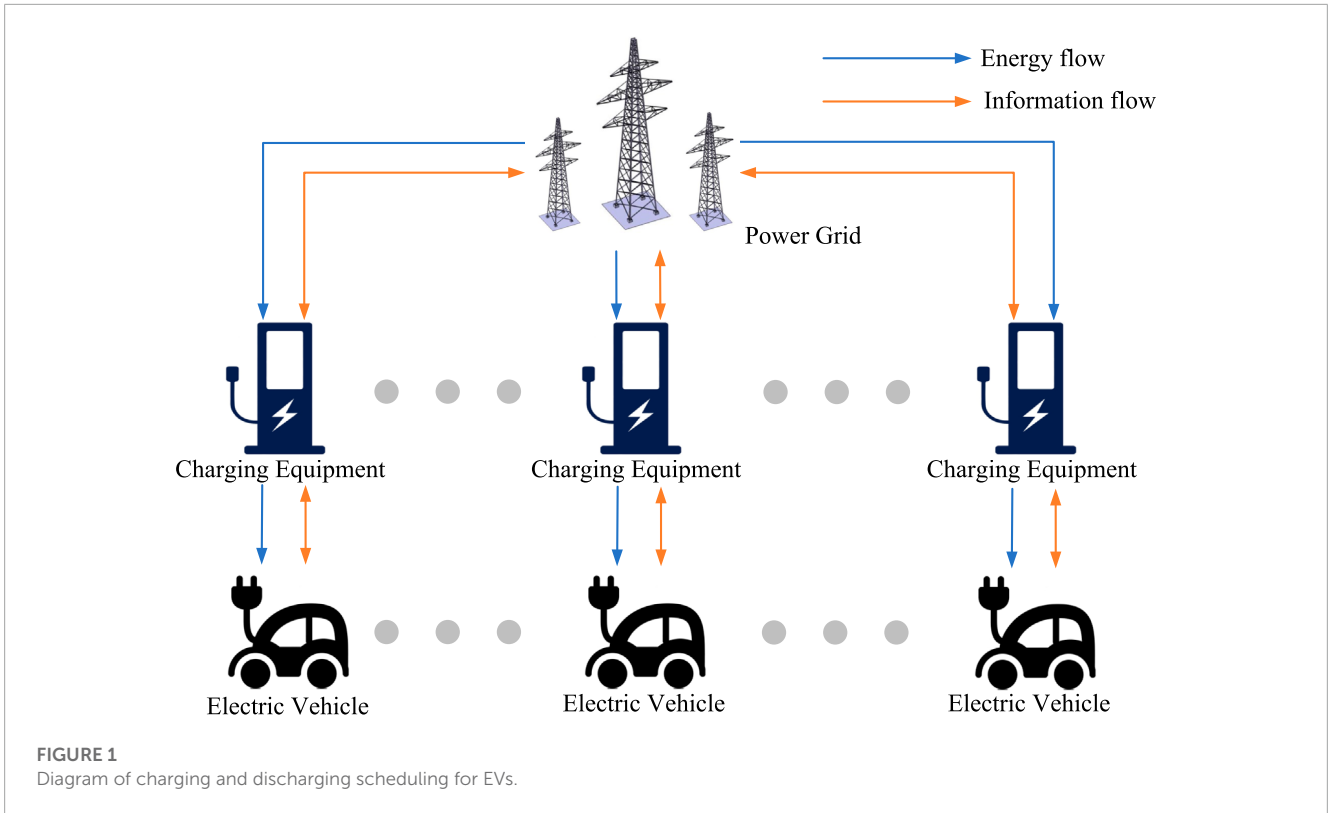 Energy flow
Information flow
Power Grid
Charging Equipment
Charging Equipment
Charging Equipment
Electric Vehicle
Electric Vehicle
Electric Vehicle
FIGURE 1
Diagram of charging and discharging scheduling for EVs.